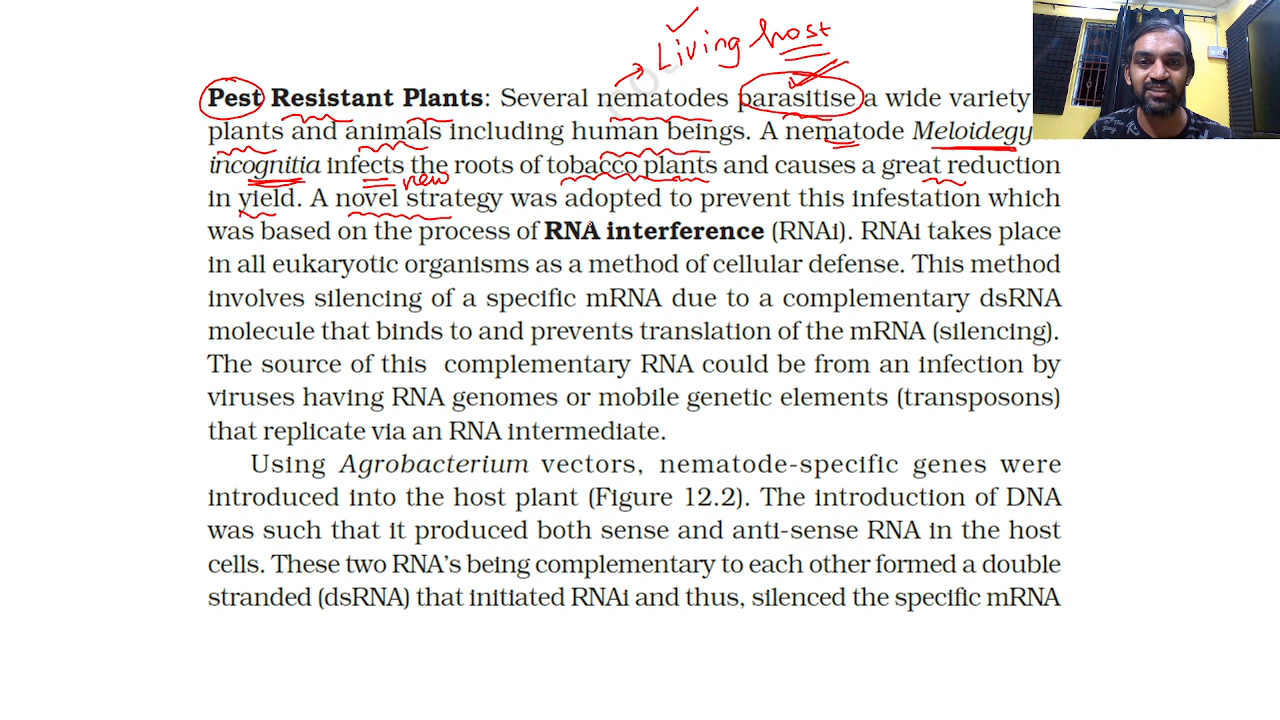 Living host
Pest Resistant Plants: Several nematodes parasitise a wide variety
plants and animals including human beings. A nematode Meloidegy
incognitia infects the roots of tobacco plants and causes a great reduction
new
in yield. A novel strategy was adopted to prevent this infestation which
was based on the process of RNA interference (RNAi). RNAi takes place
in all eukaryotic organisms as a method of cellular defense. This method
involves silencing of a specific mRNA due to a complementary dsRNA
molecule that binds to and prevents translation of the mRNA (silencing).
The source of this complementary RNA could be from an infection by
viruses having RNA genomes or mobile genetic elements (transposons)
that replicate via an RNA intermediate.
Using Agrobacterium vectors, nematode-specific genes were
introduced into the host plant (Figure 12.2). The introduction of DNA
was such that it produced both sense and anti-sense RNA in the host
cells. These two RNA's being complementary to each other formed a double
stranded (dsRNA) that initiated RNAi and thus, silenced the specific mRNA